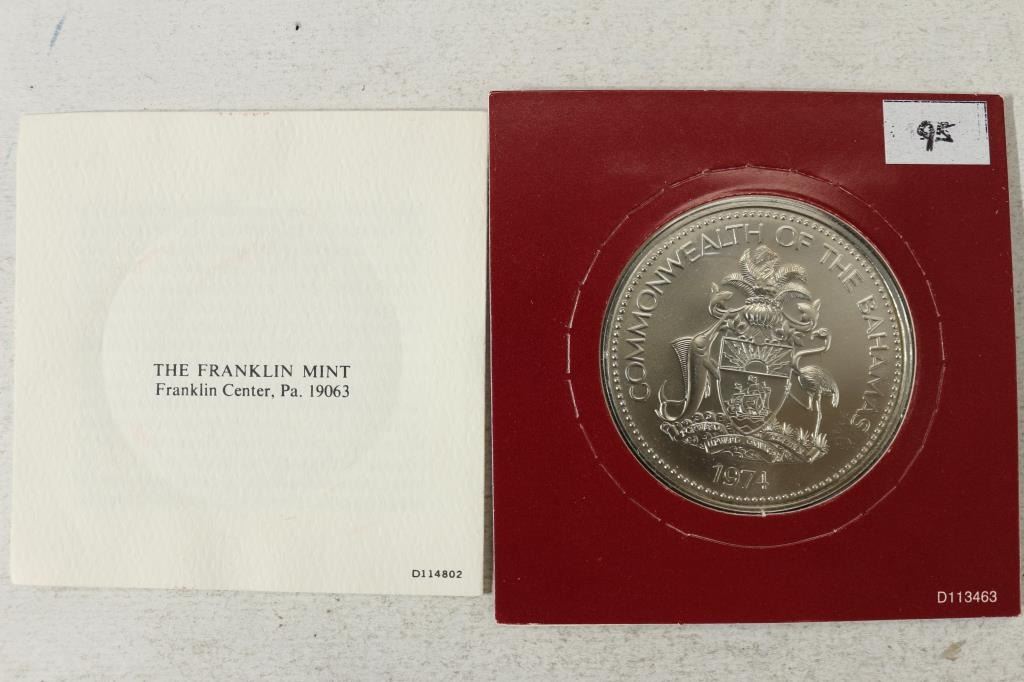 THE FRANKLIN MINT
Franklin Center, Pa. 19063
D114802
95
COMMONWEALTH OF THE BAHAMAS
1974
D113463